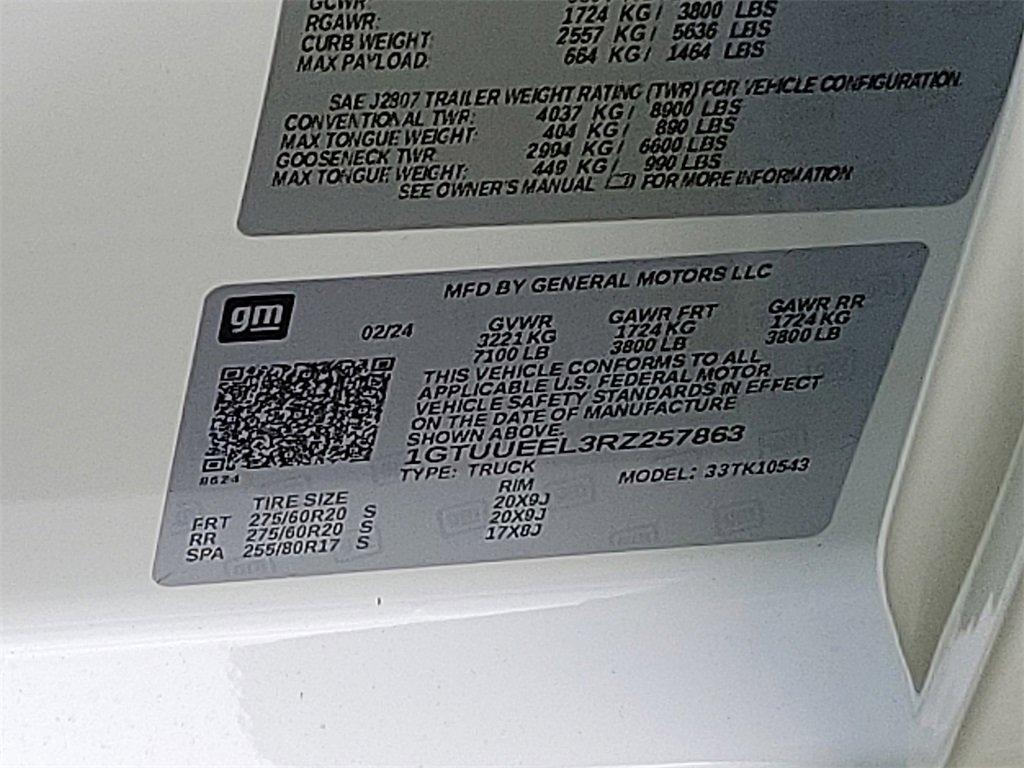 GCWR:
RGAWR: 1724 KG/ 3800 LBS
CURB WEIGHT: 2557 KG/ 5636 LBS
MAX PAYLOAD: 664 KG/ 1464 LBS
SAE J2807 TRAILER WEIGHT RATING (TWR) FOR VEHICLE CONFIGURATION.
CONVENTIONAL TWR: 4037 KG/ 8900 LBS
MAX TONGUE WEIGHT: 404 KG/ 890 LBS
GOOSENECK TWR: 2994 KG/ 6600 LBS
MAX TONGUE WEIGHT: 449 KG/ 990 LBS
SEE OWNER'S MANUAL FOR MORE INFORMATION
gm
MFD BY GENERAL MOTORS LLC
02/24 GVWR GAWR FRT GAWR RR
3221 KG 1724 KG 1724 KG
7100 LB 3800 LB 3800 LB
THIS VEHICLE CONFORMS TO ALL
APPLICABLE U.S. FEDERAL MOTOR
VEHICLE SAFETY STANDARDS IN EFFECT
ON THE DATE OF MANUFACTURE
SHOWN ABOVE.
1GTUUEEL3RZ257863
TYPE: TRUCK MODEL: 33TK10543
8624
TIRE SIZE RIM
FRT 275/60R20 S 20X9J
RR 275/60R20 S 20X9J
SPA 255/80R17 S 17X8J